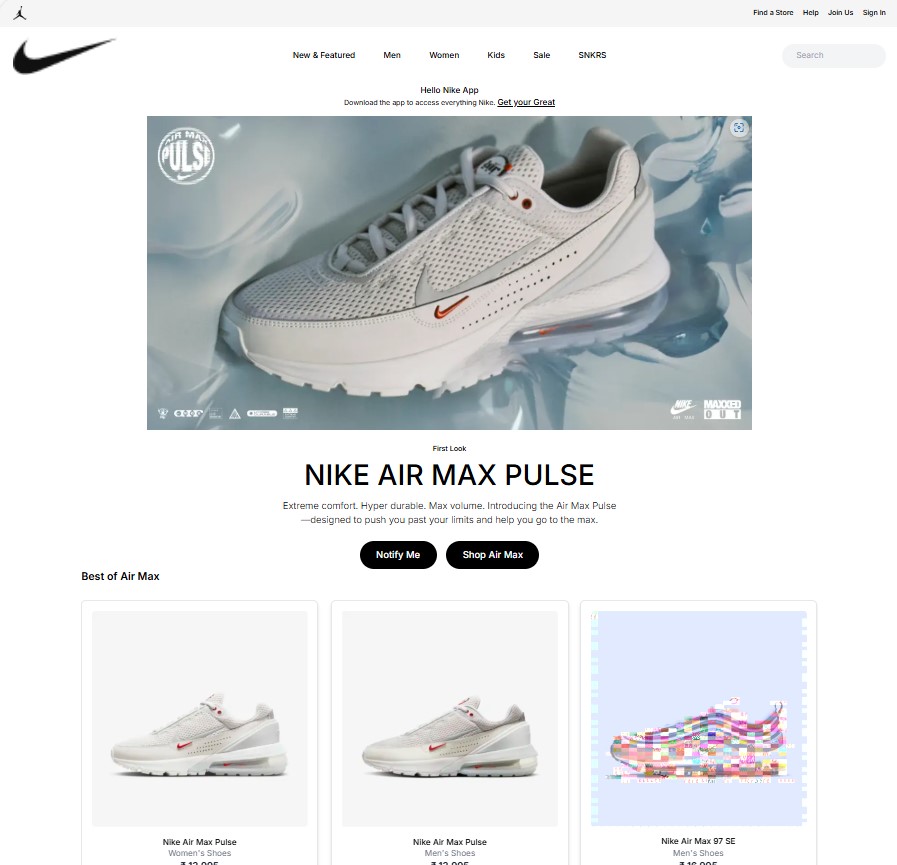 Find a Store Help Join Us Sign In
New & Featured Men Women Kids Sale SNKRS Search
Hello Nike App
Download the app to access everything Nike. Get your Great
AIR MAX
PULSE
NIKE
AIR MAX
MAXXED
OUT
First Look
NIKE AIR MAX PULSE
Extreme comfort. Hyper durable. Max volume. Introducing the Air Max Pulse
—designed to push you past your limits and help you go to the max.
Notify Me Shop Air Max
Best of Air Max
Nike Air Max Pulse
Women's Shoes
Nike Air Max Pulse
Men's Shoes
Nike Air Max 97 SE
Men's Shoes